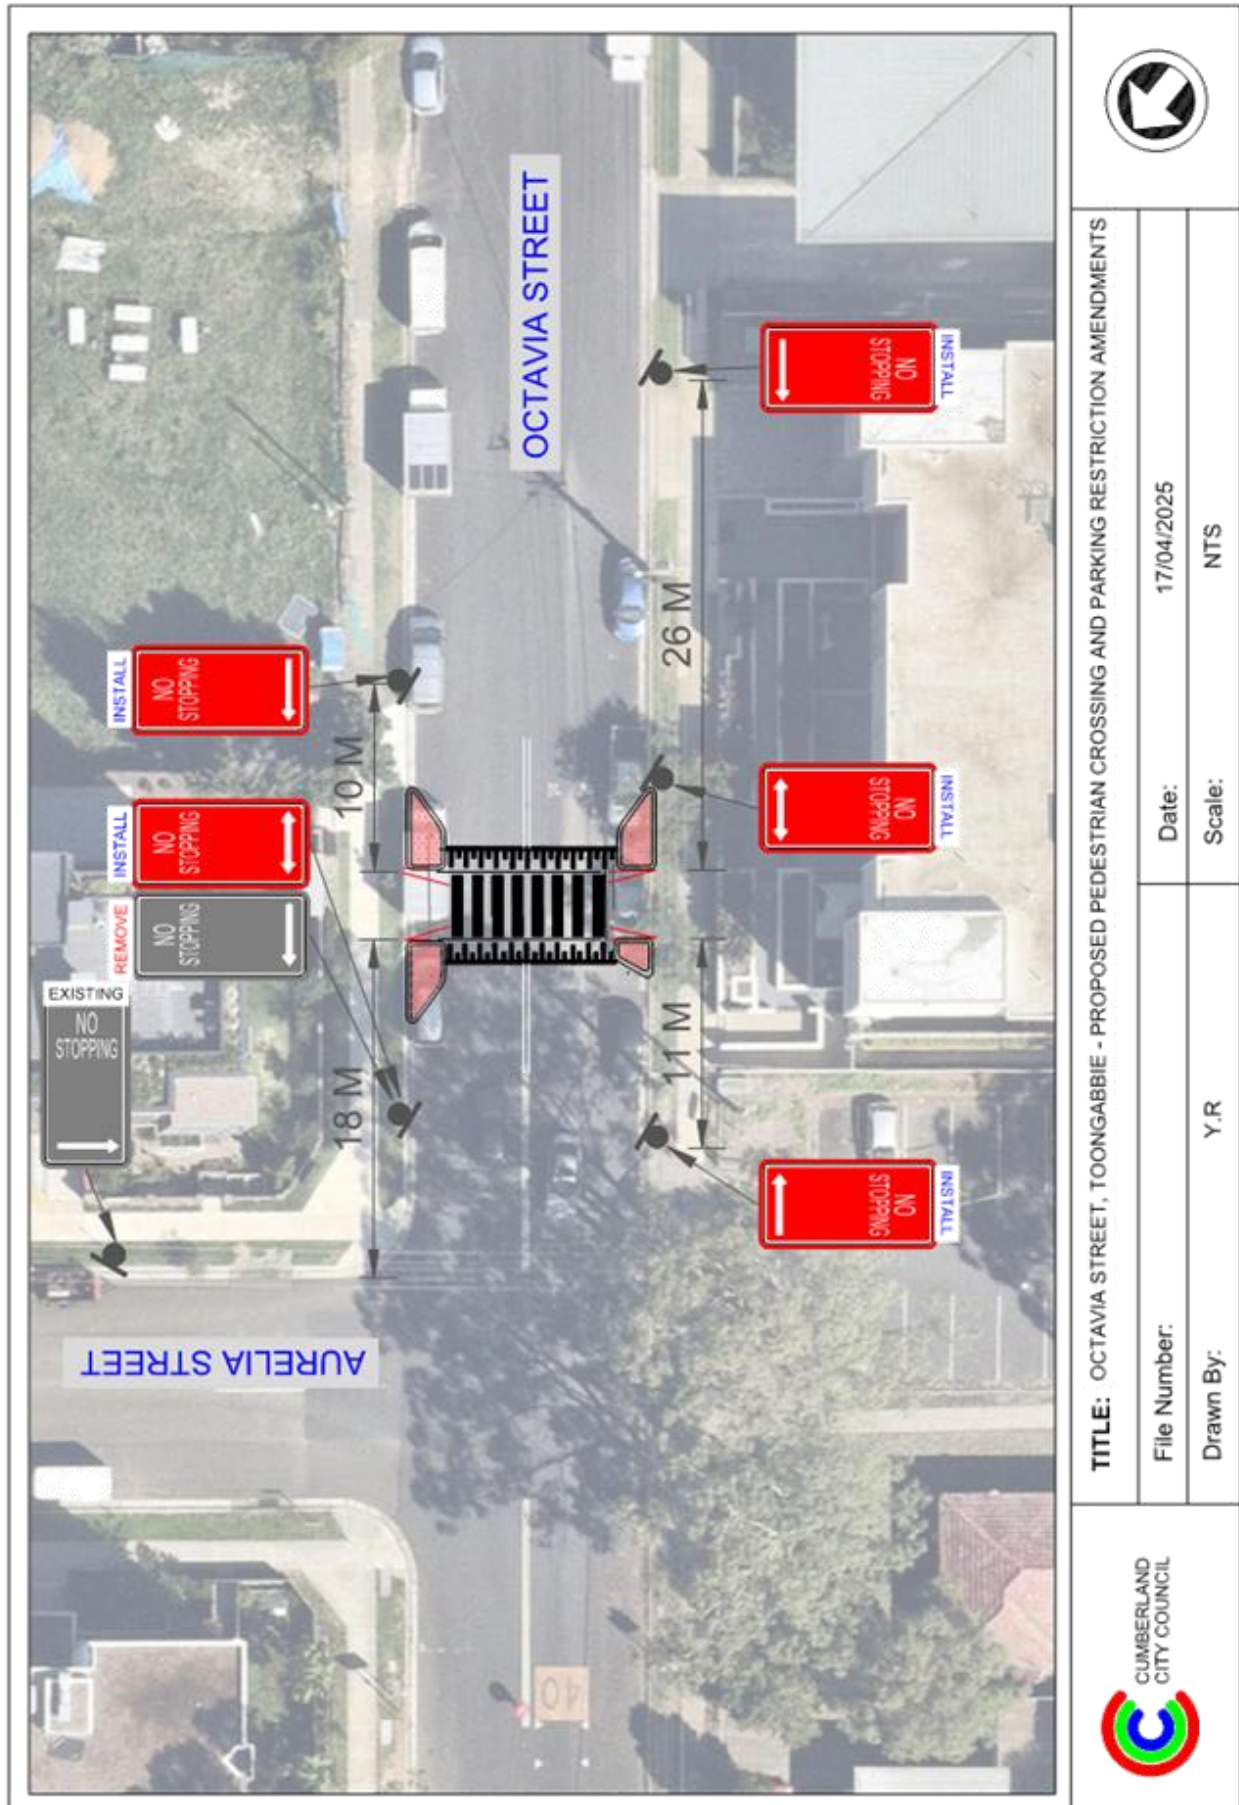 EXISTING
NO
STOPPING
REMOVE
NO
STOPPING
INSTALL
NO
STOPPING
INSTALL
NO
STOPPING
18 M
10 M
AURELIA STREET
OCTAVIA STREET
40
11 M
26 M
NO
STOPPING
INSTALL
NO
STOPPING
INSTALL
NO
STOPPING
INSTALL
CUMBERLAND
CITY COUNCIL
TITLE: OCTAVIA STREET, TOONGABBIE - PROPOSED PEDESTRIAN CROSSING AND PARKING RESTRICTION AMENDMENTS
File Number:
Date: 17/04/2025
Drawn By: Y.R
Scale: NTS